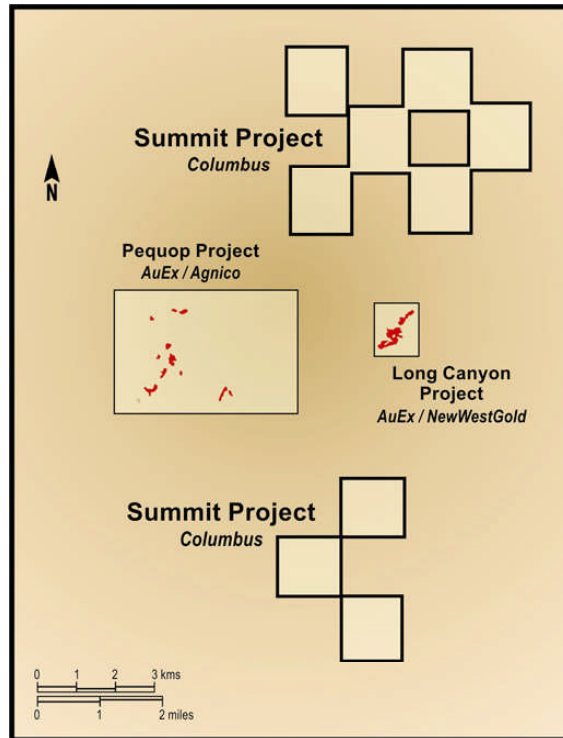 Summit Project
Columbus
N
Pequop Project
AuEx / Agnico
Long Canyon
Project
AuEx / NewWestGold
Summit Project
Columbus
0 1 2 3 kms
0 1 2 miles